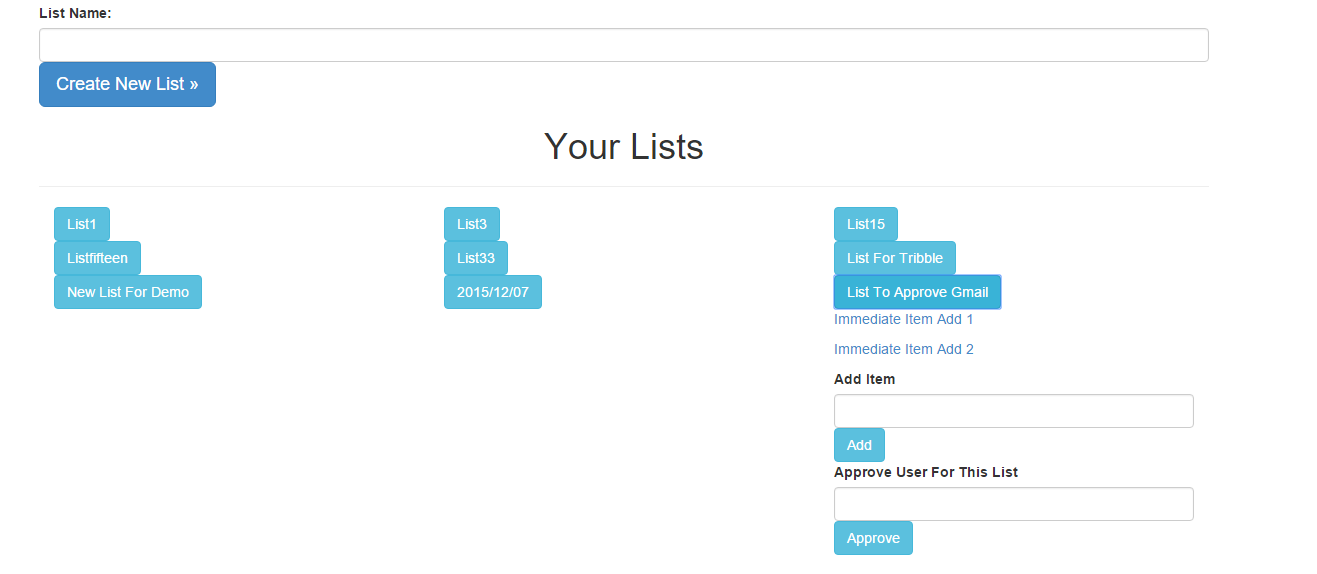 List Name:
Create New List »
Your Lists
List1
List3
List15
Listfifteen
List33
List For Tribble
New List For Demo
2015/12/07
List To Approve Gmail
Immediate Item Add 1
Immediate Item Add 2
Add Item
Add
Approve User For This List
Approve